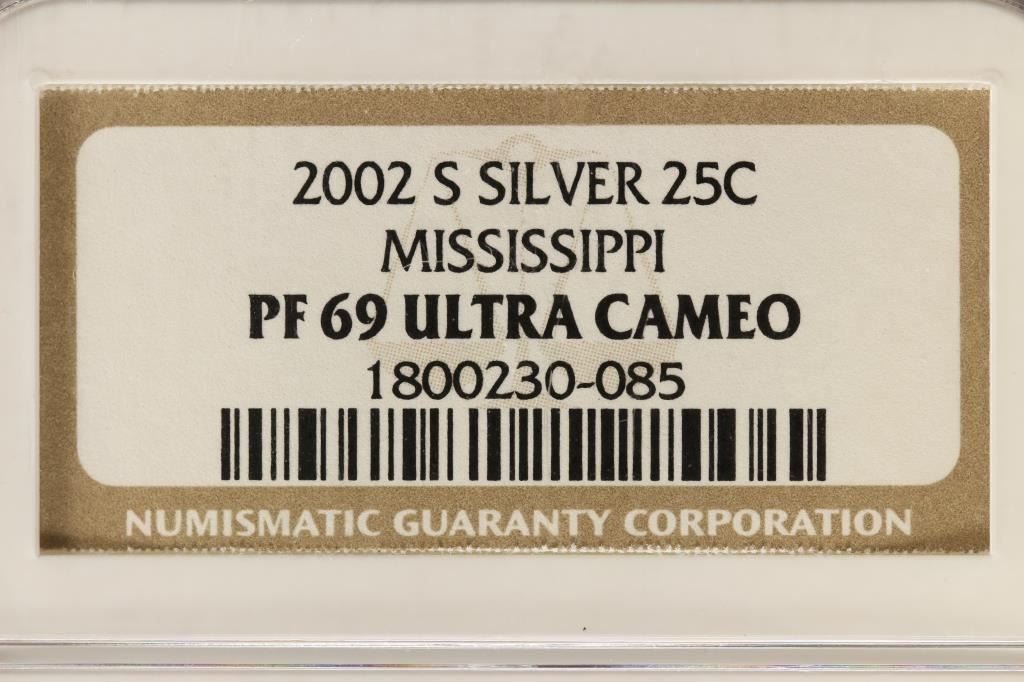 2002 S SILVER 25C
MISSISSIPPI
PF 69 ULTRA CAMEO
1800230-085
NUMISMATIC GUARANTY CORPORATION